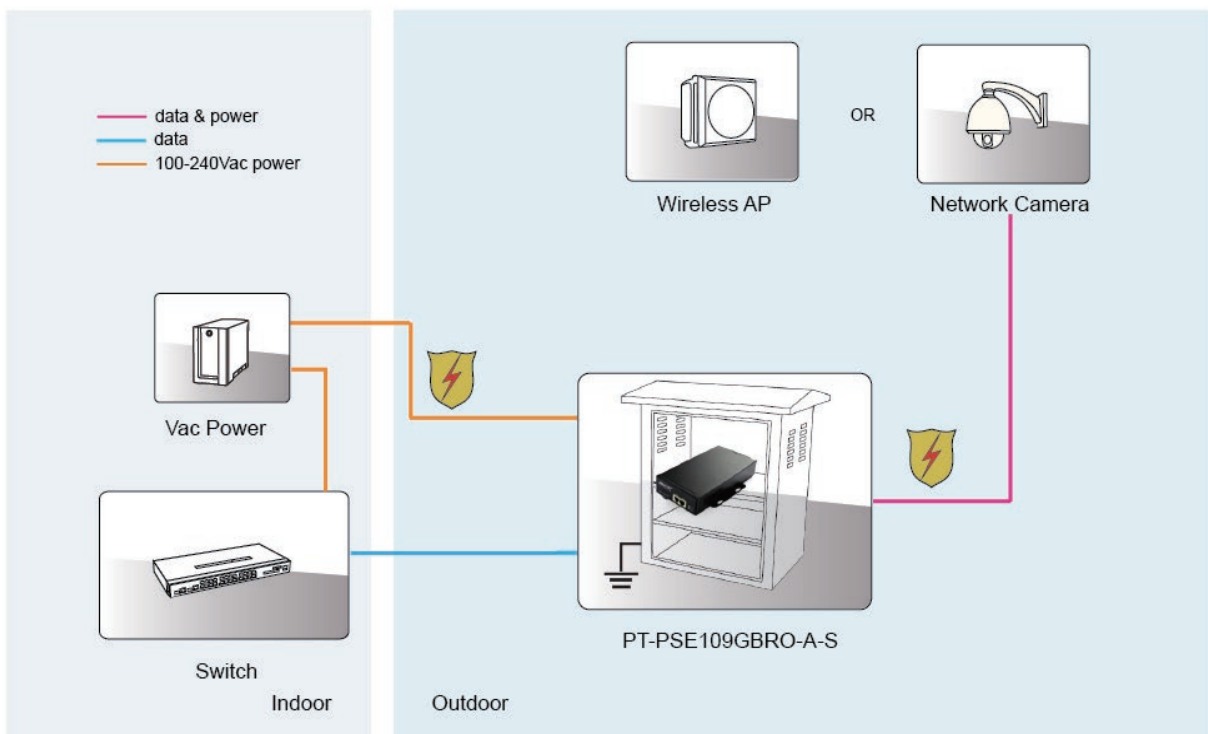 data & power
data
100-240Vac power
Wireless AP
OR
Network Camera
Vac Power
PT-PSE109GBRO-A-S
Switch
Indoor
Outdoor